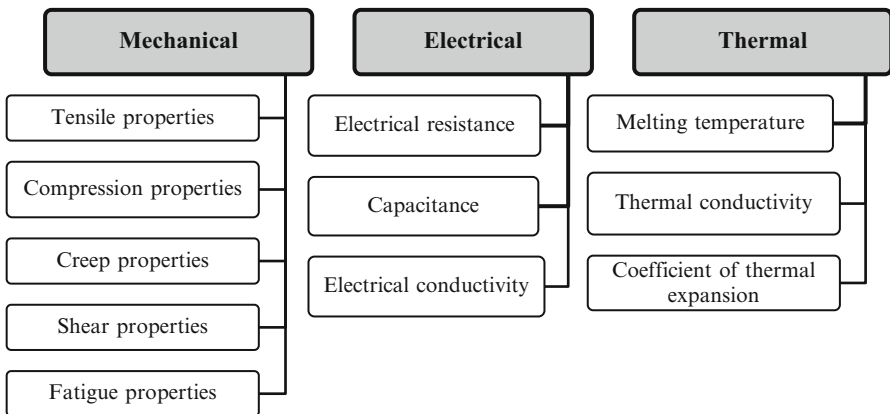 Mechanical
Tensile properties
Compression properties
Creep properties
Shear properties
Fatigue properties
Electrical
Electrical resistance
Capacitance
Electrical conductivity
Thermal
Melting temperature
Thermal conductivity
Coefficient of thermal
expansion